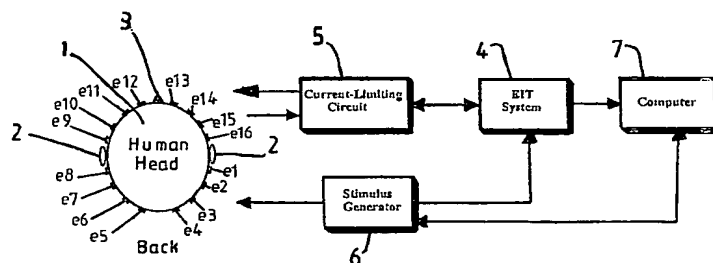 1
2
3
e1
e2
e3
e4
e5
e6
e7
e8
e9
e10
e11
e12
e13
e14
e15
e16
2
Human
Head
Back
5
Current-Limiting
Circuit
4
EIT
System
7
Computer
Stimulus
Generator
6